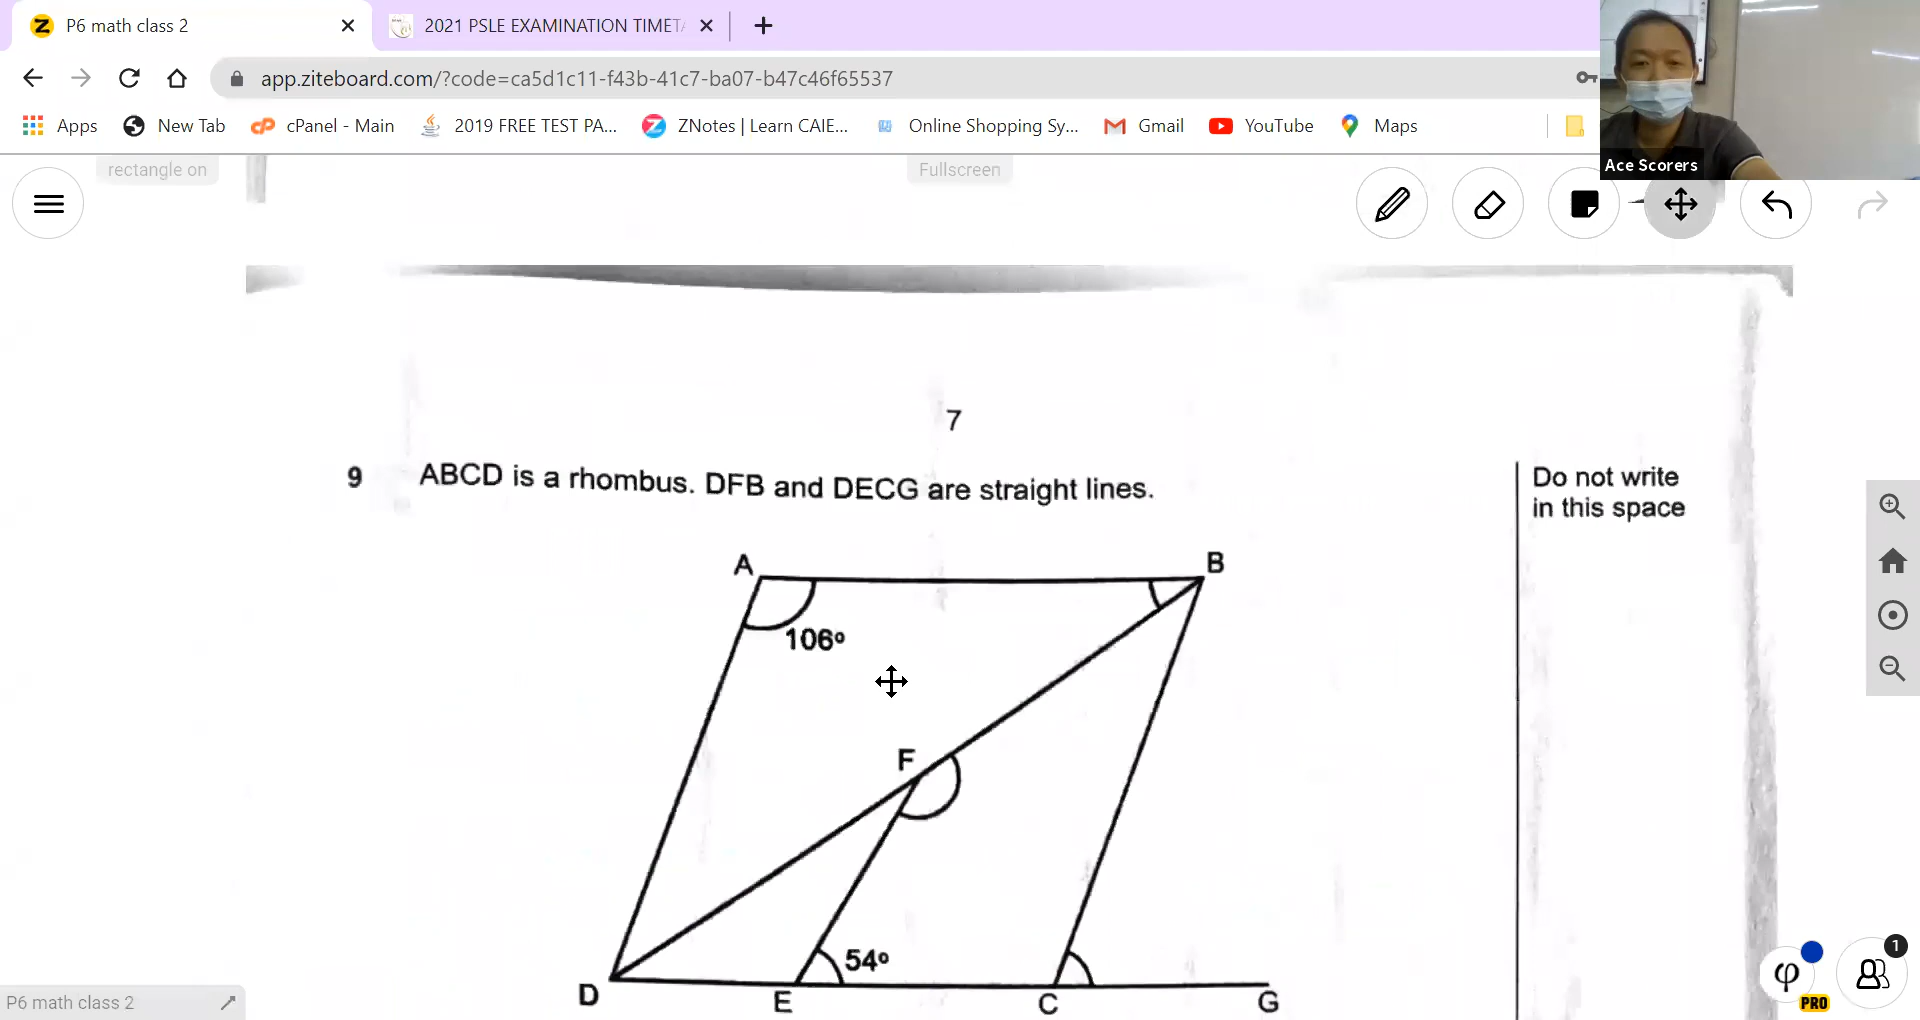 P6 math class 2
2021 PSLE EXAMINATION TIMETA
app.ziteboard.com/?code=ca5d1c11-f43b-41c7-ba07-b47c46f65537
Apps
New Tab
cPanel - Main
2019 FREE TEST PA...
ZNotes | Learn CAIE...
Online Shopping Sy...
Gmail
YouTube
Maps
Ace Scorers
rectangle on
Fullscreen
7
9 ABCD is a rhombus. DFB and DECG are straight lines.
Do not write
in this space
A
B
106°
F
54°
D
E
C
G
P6 math class 2
1
φ
PRO